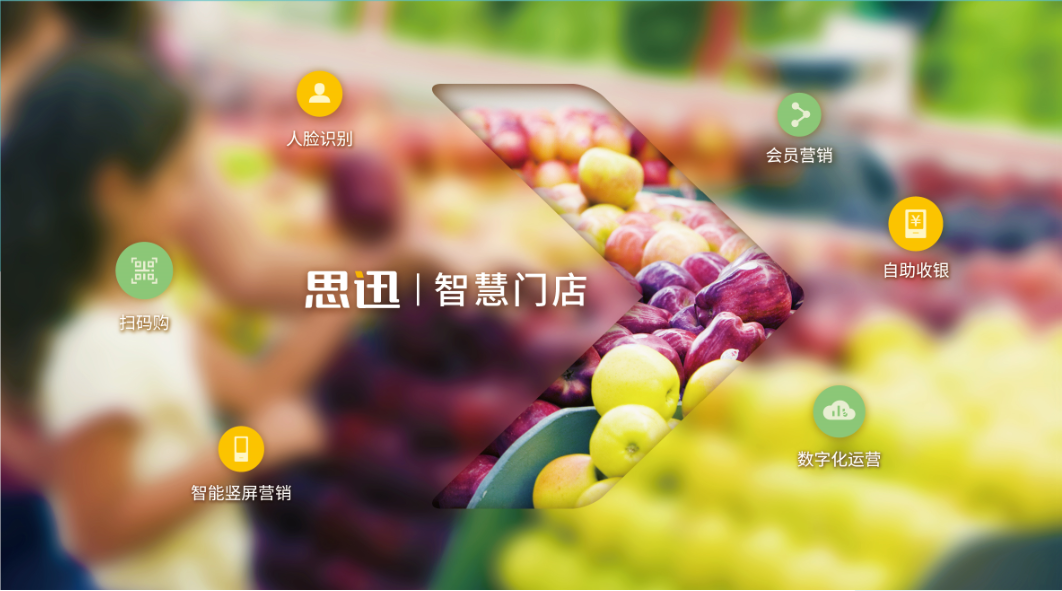 人脸识别
会员营销
自助收银
扫码购
思迅 | 智慧门店
数字化运营
智能竖屏营销